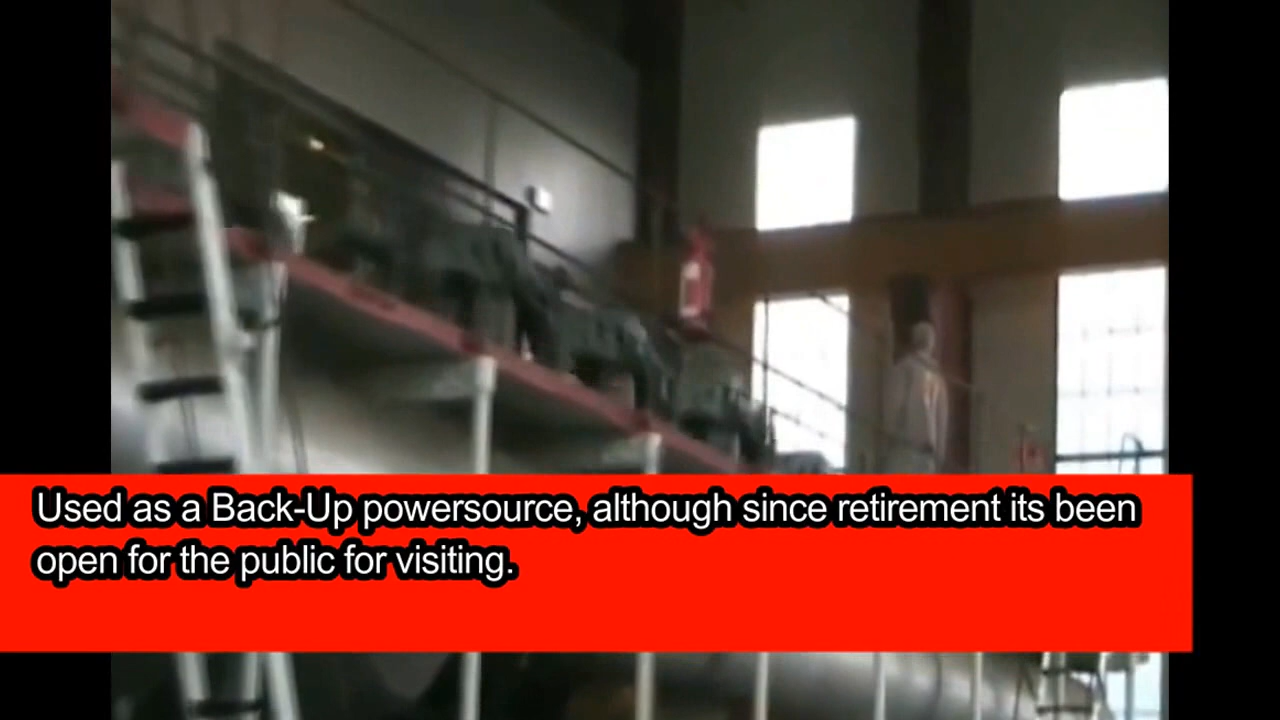 Used as a Back-Up powersource, although since retirement its been
open for the public for visiting.